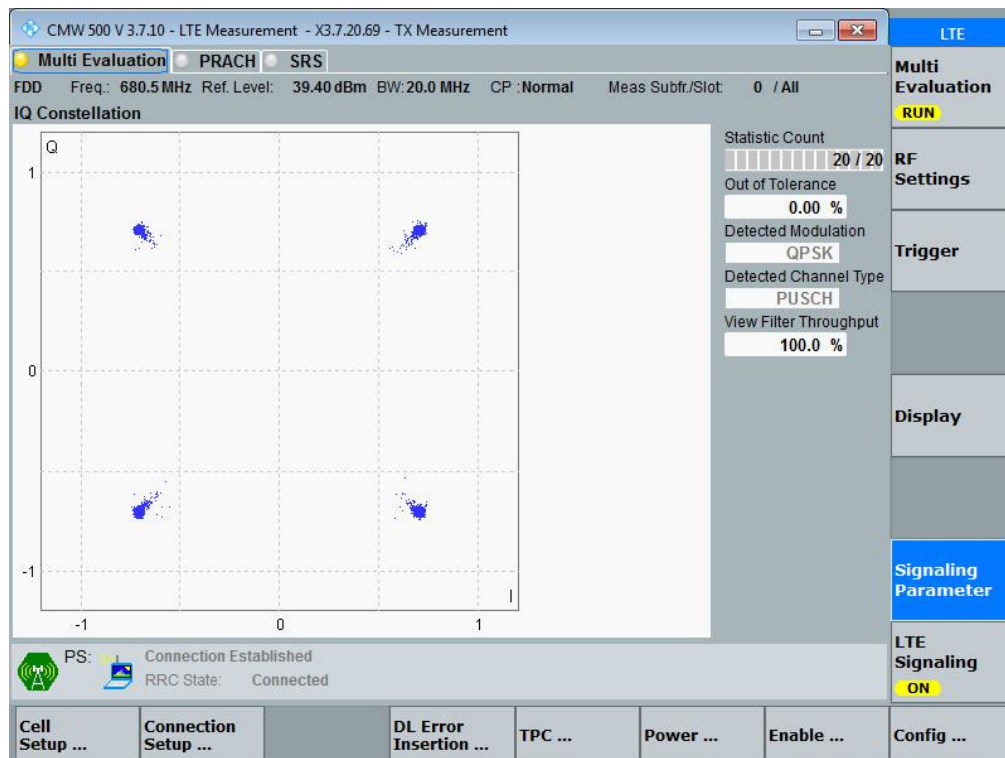 CMW 500 V 3.7.10 - LTE Measurement - X3.7.20.69 - TX Measurement
LTE
Multi Evaluation PRACH SRS
FDD Freq.: 680.5 MHz Ref. Level: 39.40 dBm BW: 20.0 MHz CP : Normal Meas Subfr./Slot: 0 / All
IQ Constellation
Q
1
0
-1
-1 0 1
I
Statistic Count
20 / 20
Out of Tolerance
0.00 %
Detected Modulation
QPSK
Detected Channel Type
PUSCH
View Filter Throughput
100.0 %
Multi
Evaluation
RUN
RF
Settings
Trigger
Display
Signaling
Parameter
LTE
Signaling
ON
PS: Connection Established
RRC State: Connected
Cell
Setup ...
Connection
Setup ...
DL Error
Insertion ...
TPC ...
Power ...
Enable ...
Config ...